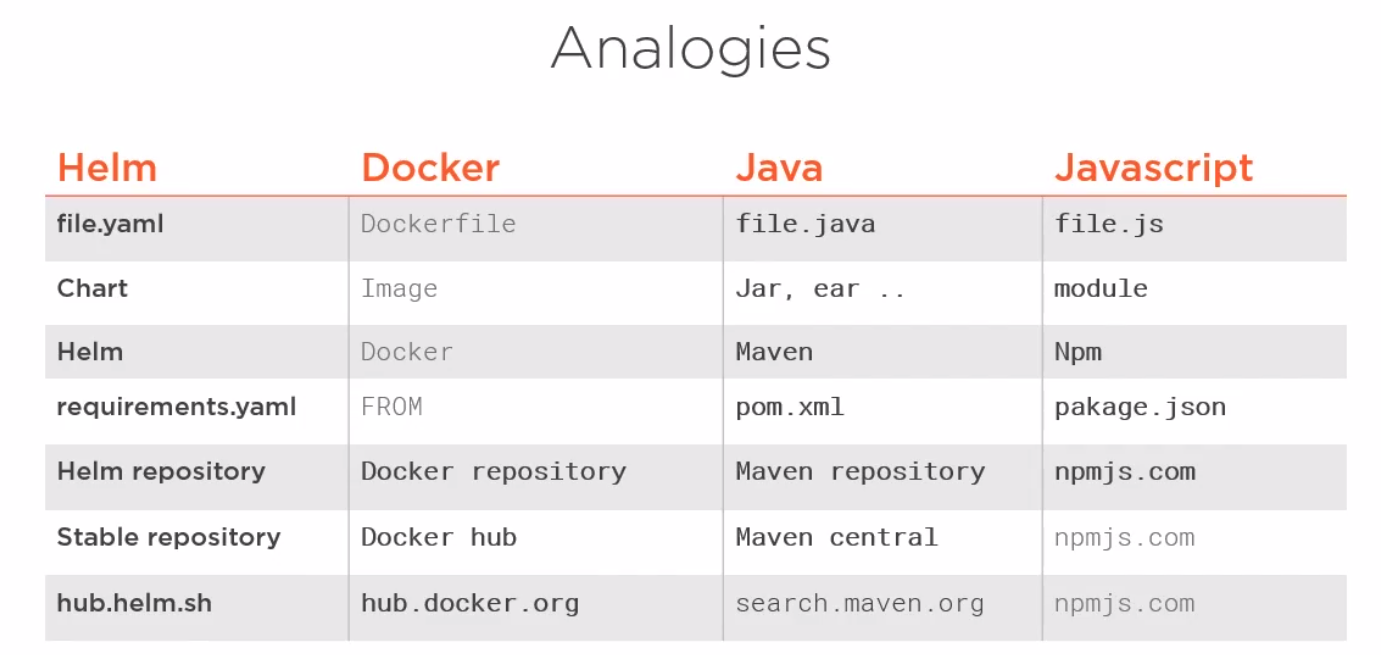 Analogies
Helm Docker Java Javascript
file.yaml Dockerfile file.java file.js
Chart Image Jar, ear .. module
Helm Docker Maven Npm
requirements.yaml FROM pom.xml pakage.json
Helm repository Docker repository Maven repository npmjs.com
Stable repository Docker hub Maven central npmjs.com
hub.helm.sh hub.docker.org search.maven.org npmjs.com